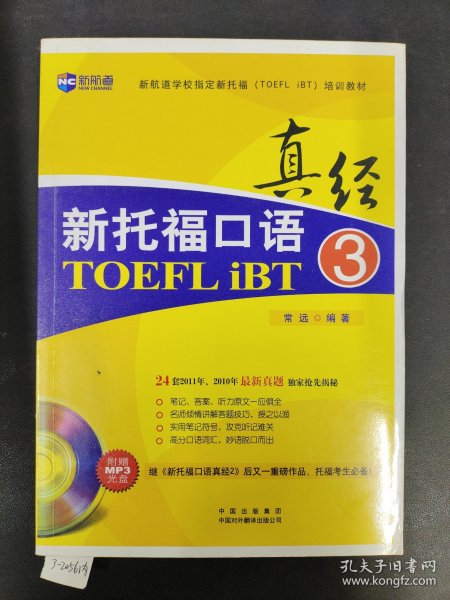 NC 新航道
NEW CHANNEL
新航道学校指定新托福（TOEFL iBT）培训教材
真经
新托福口语
TOEFL iBT
3
常远 编著
24套2011年、2010年最新真题 独家抢先揭秘
笔记、答案、听力原文一应俱全
名师倾情讲解答题技巧，授之以渔
实用笔记符号，攻克听记难关
高分口语词汇，妙语脱口而出
附赠
MP3
光盘
继《新托福口语真经2》后又一重磅作品，托福考生必备！
中国出版集团
中国对外翻译出版公司
孔夫子旧书网
www.kongfz.com